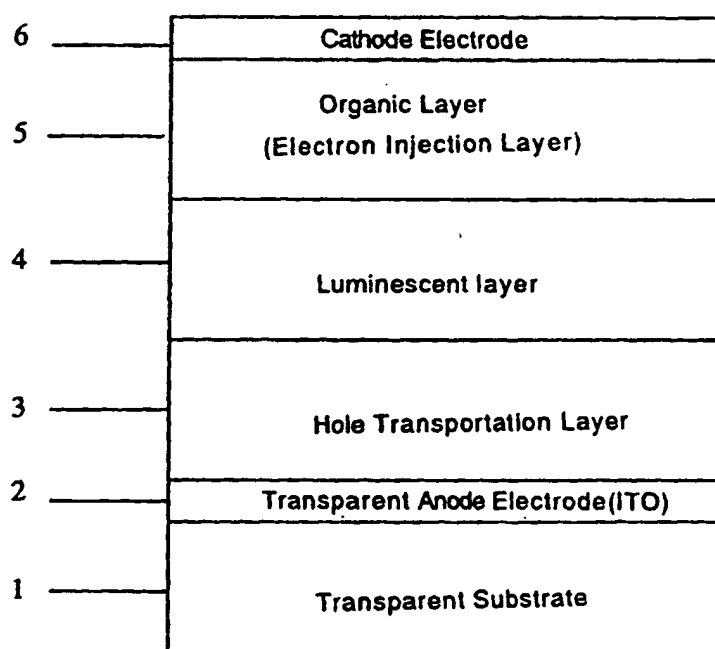 6 Cathode Electrode
5 Organic Layer
(Electron Injection Layer)
4 Luminescent layer
3 Hole Transportation Layer
2 Transparent Anode Electrode(ITO)
1 Transparent Substrate